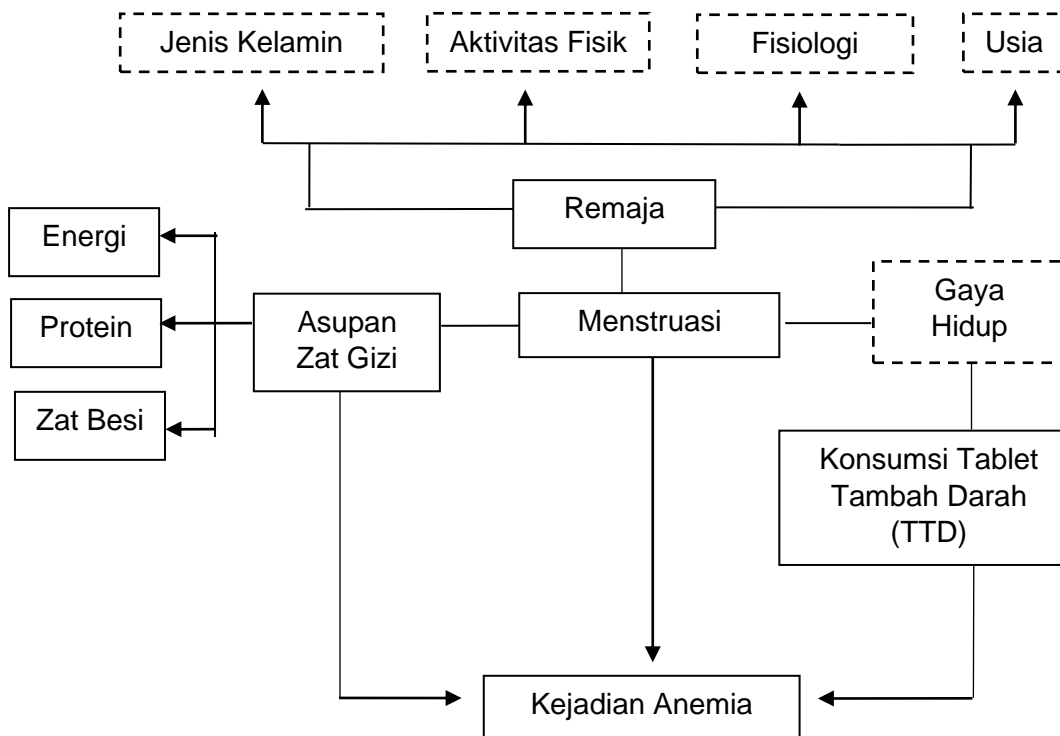 Jenis Kelamin
Aktivitas Fisik
Fisiologi
Usia
Remaja
Energi
Protein
Zat Besi
Asupan
Zat Gizi
Menstruasi
Gaya
Hidup
Konsumsi Tablet
Tambah Darah
(TTD)
Kejadian Anemia